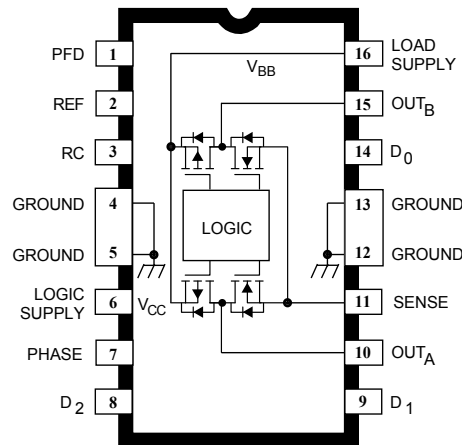 PFD 1
REF 2
RC 3
GROUND 4
GROUND 5
LOGIC SUPPLY 6
PHASE 7
D2 8
VBB
LOGIC
VCC
16 LOAD SUPPLY
15 OUTB
14 D0
13 GROUND
12 GROUND
11 SENSE
10 OUTA
9 D1